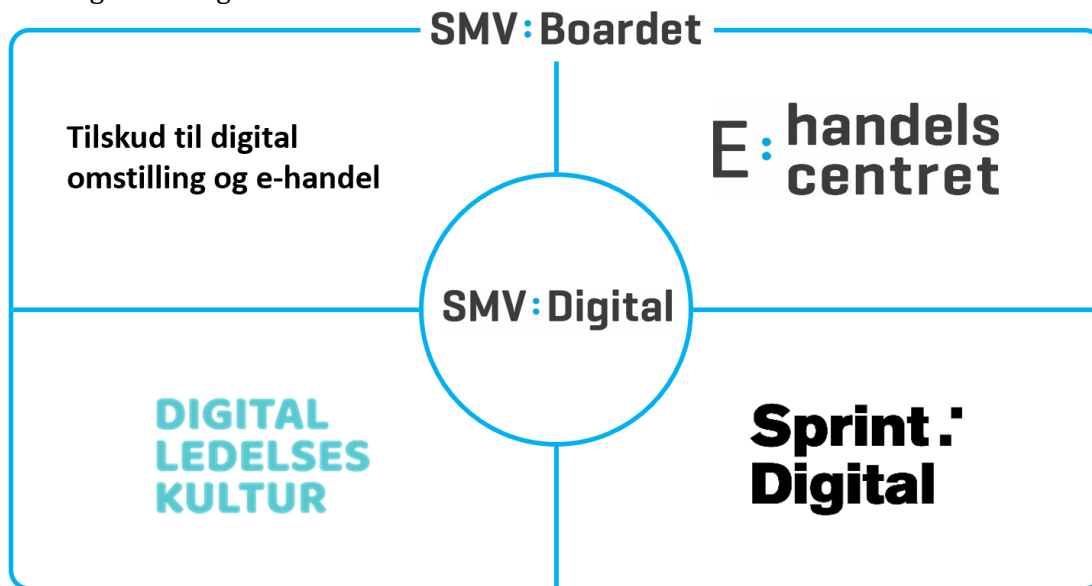 SMV:Boardet
Tilskud til digital
omstilling og e-handel
E: handels
centret
SMV:Digital
DIGITAL
LEDELSES
KULTUR
Sprint
Digital